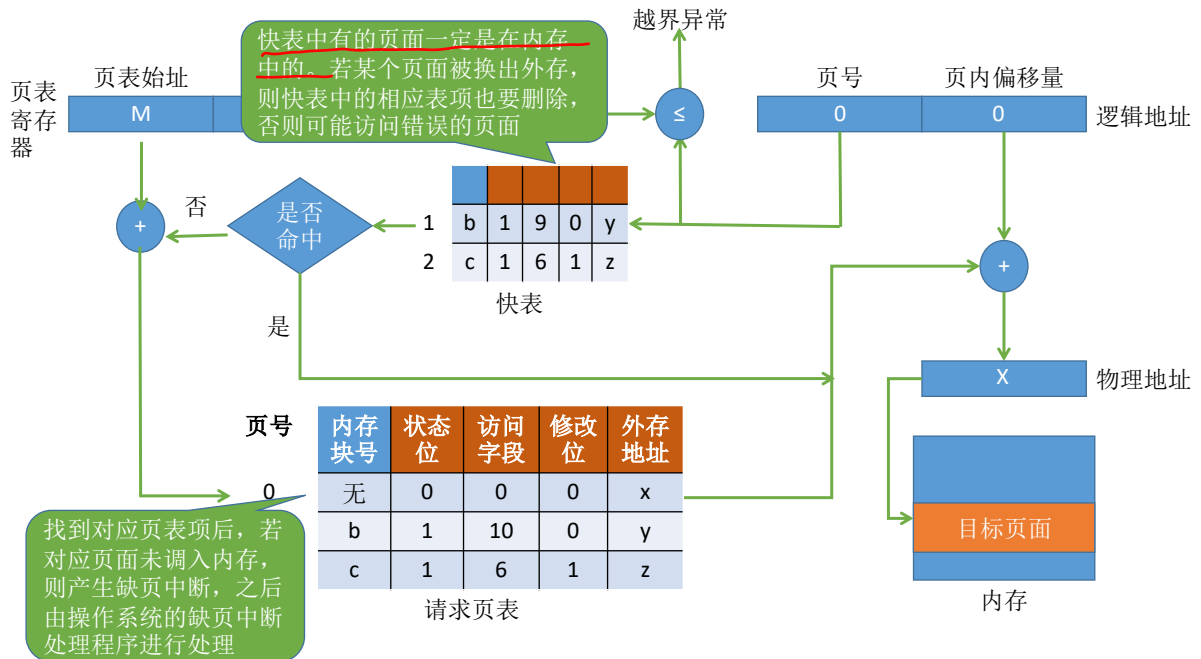 越界异常
快表中有的页面一定是在内存
中的。若某个页面被换出外存，
则快表中的相应表项也要删除，
否则可能访问错误的页面
页表始址
页表
寄存
器
M
≤
页号
页内偏移量
0
0
逻辑地址
否
+
是否
命中
1
b 1 9 0 y
2
c 1 6 1 z
快表
+
是
X
物理地址
页号
内存
块号
状态
位
访问
字段
修改
位
外存
地址
0
无 0 0 0 x
b 1 10 0 y
c 1 6 1 z
请求页表
找到对应页表项后，若
对应页面未调入内存，
则产生缺页中断，之后
由操作系统的缺页中断
处理程序进行处理
目标页面
内存